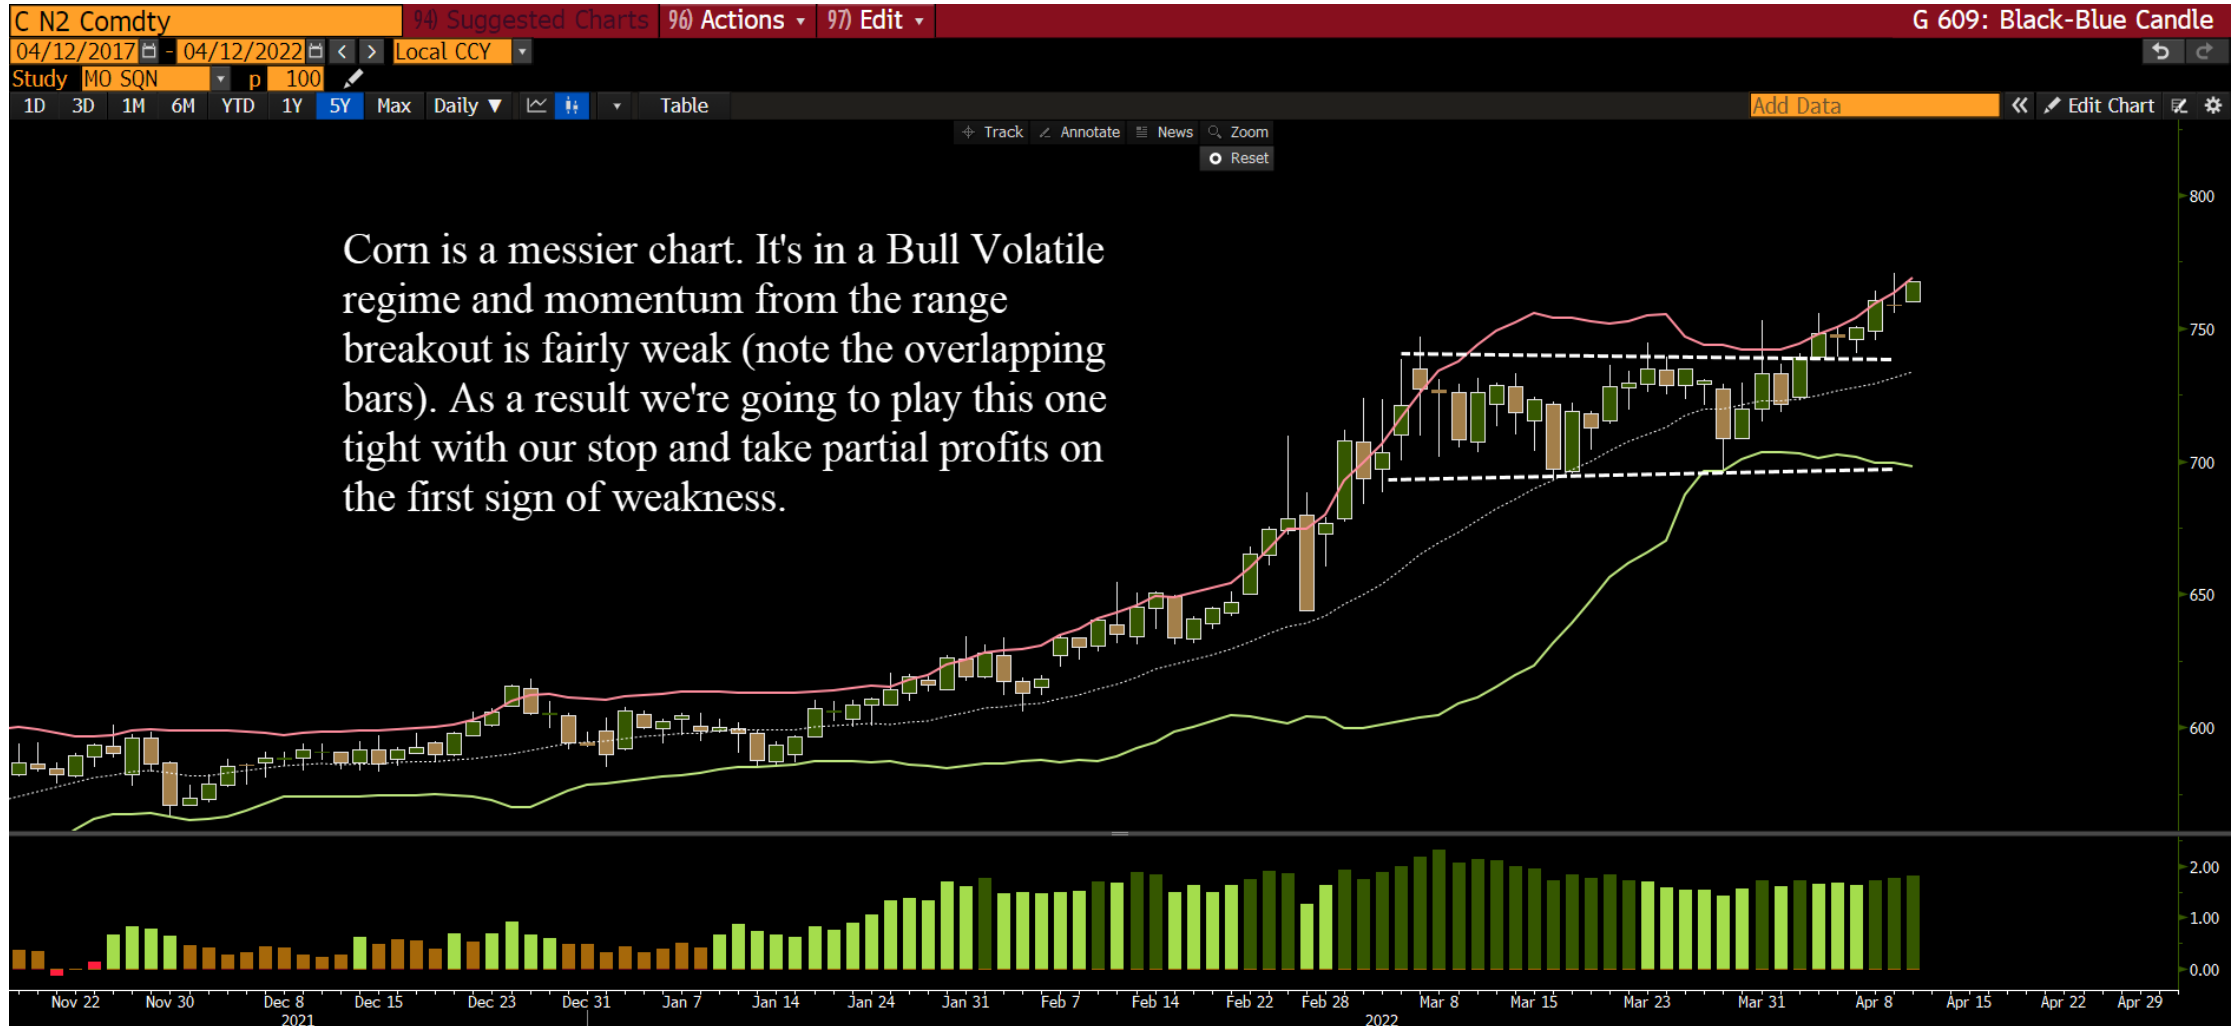 C N2 Comdty 94) Suggested Charts 96) Actions 97) Edit G 609: Black-Blue Candle
04/12/2017 - 04/12/2022 < > Local CCY
Study MO SQN p 100
1D 3D 1M 6M YTD 1Y 5Y Max Daily ▼ Table Add Data « Edit Chart
Track Annotate News Zoom
Reset
Corn is a messier chart. It's in a Bull Volatile
regime and momentum from the range
breakout is fairly weak (note the overlapping
bars). As a result we're going to play this one
tight with our stop and take partial profits on
the first sign of weakness.
800
750
700
650
600
2.00
1.00
0.00
Nov 22 Nov 30 Dec 8 Dec 15 Dec 23 Dec 31 Jan 7 Jan 14 Jan 24 Jan 31 Feb 7 Feb 14 Feb 22 Feb 28 Mar 8 Mar 15 Mar 23 Mar 31 Apr 8 Apr 15 Apr 22 Apr 29
2021 2022